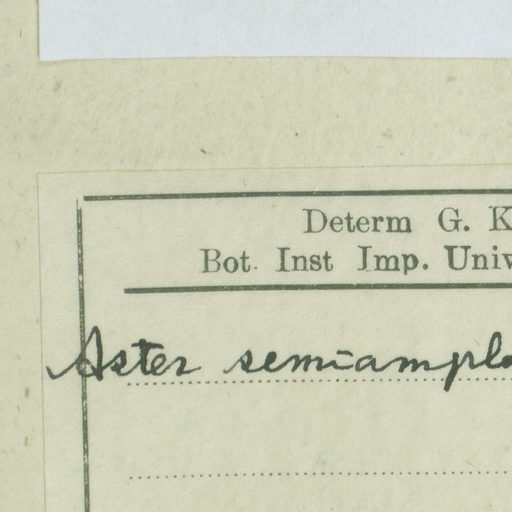 Determ G. K
Bot. Inst Imp. Univ
Aster semiampl